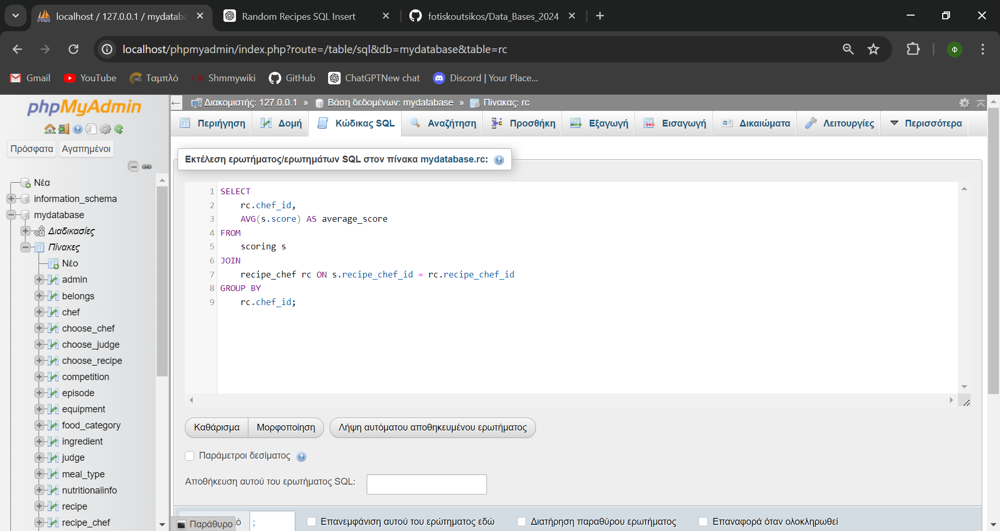 localhost / 127.0.0.1 / mydataba
Random Recipes SQL Insert
fotiskoutsikos/Data_Bases_2024
localhost/phpmyadmin/index.php?route=/table/sql&db=mydatabase&table=rc
Φ
Gmail
YouTube
Ταμπλό
Shmmywiki
GitHub
ChatGPTNew chat
Discord | Your Place...
phpMyAdmin
Πρόσφατα
Αγαπημένοι
Νέα
information_schema
mydatabase
Διαδικασίες
Πίνακες
Νέο
admin
belongs
chef
choose_chef
choose_judge
choose_recipe
competition
episode
equipment
food_category
ingredient
judge
meal_type
nutritionalinfo
recipe
recipe_chef
Διακομιστής: 127.0.0.1 » Βάση δεδομένων: mydatabase » Πίνακας: rc
Περιήγηση
Δομή
Κώδικας SQL
Αναζήτηση
Προσθήκη
Εξαγωγή
Εισαγωγή
Δικαιώματα
Λειτουργίες
Περισσότερα
Εκτέλεση ερωτήματος/ερωτημάτων SQL στον πίνακα mydatabase.rc:
1 SELECT
2 rc.chef_id,
3 AVG(s.score) AS average_score
4 FROM
5 scoring s
6 JOIN
7 recipe_chef rc ON s.recipe_chef_id = rc.recipe_chef_id
8 GROUP BY
9 rc.chef_id;
Καθάρισμα
Μορφοποίηση
Λήψη αυτόματου αποθηκευμένου ερωτήματος
Παράμετροι δεσίματος
Αποθήκευση αυτού του ερωτήματος SQL:
Παράθυρο
;
Επανεμφάνιση αυτού του ερώτηματος εδώ
Διατήρηση παραθύρου ερωτήματος
Επαναφορά όταν ολοκληρωθεί